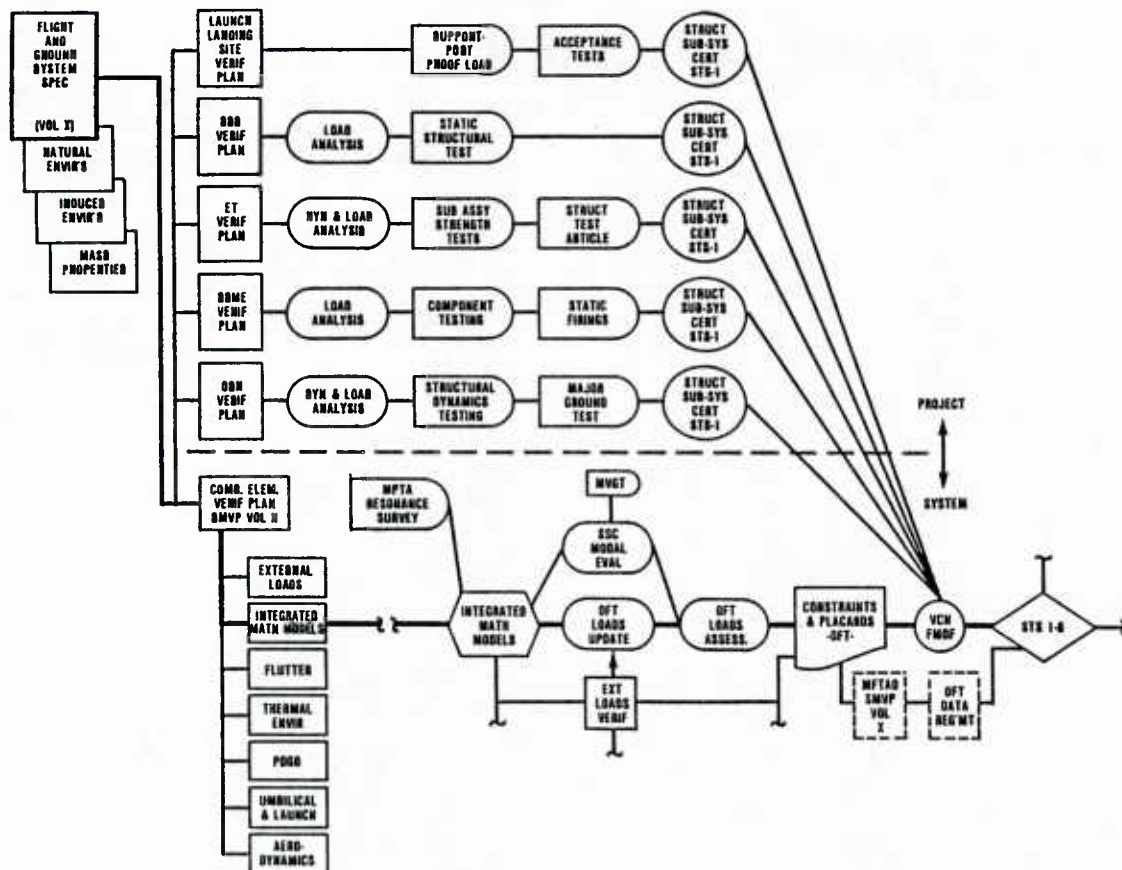 FLIGHT
AND
GROUND
SYSTEM
SPEC
(VOL X)
NATURAL
ENVIR'S
INDUCED
ENVIR'S
MASS
PROPERTIES
LAUNCH
LANDING
SITE
VERIF
PLAN
SUPPORT-
POST
PROOF LOAD
ACCEPTANCE
TESTS
STRUCT
SUB-SYS
CERT
STS-1
VERIF
PLAN
LOAD
ANALYSIS
STATIC
STRUCTURAL
TEST
STRUCT
SUB-SYS
CERT
STS-1
ET
VERIF
PLAN
DYN & LOAD
ANALYSIS
SUB ASSY
STRENGTH
TESTS
STRUCT
TEST
ARTICLE
STRUCT
SUB-SYS
CERT
STS-1
SSME
VERIF
PLAN
LOAD
ANALYSIS
COMPONENT
TESTING
STATIC
FIRINGS
STRUCT
SUB-SYS
CERT
STS-1
VERIF
PLAN
DYN & LOAD
ANALYSIS
STRUCTURAL
DYNAMICS
TESTING
MAJOR
GROUND
TEST
STRUCT
SUB-SYS
CERT
STS-1
PROJECT
SYSTEM
COMB. ELEM.
VERIF PLAN
SMVP VOL II
MPTA
RESONANCE
SURVEY
MVGT
SSC
MODAL
EVAL
EXTERNAL
LOADS
INTEGRATED
MATH MODELS
FLUTTER
THERMAL
ENVIR
POGO
UMBILICAL
& LAUNCH
AERO-
DYNAMICS
INTEGRATED
MATH
MODELS
OFT
LOADS
UPDATE
OFT
LOADS
ASSESS.
EXT
LOADS
VERIF
CONSTRAINTS
& PLACARDS
-OFT-
VCN
FMOF
STS 1-6
SMVP
VOL
X
OFT
DATA
REQ'MT